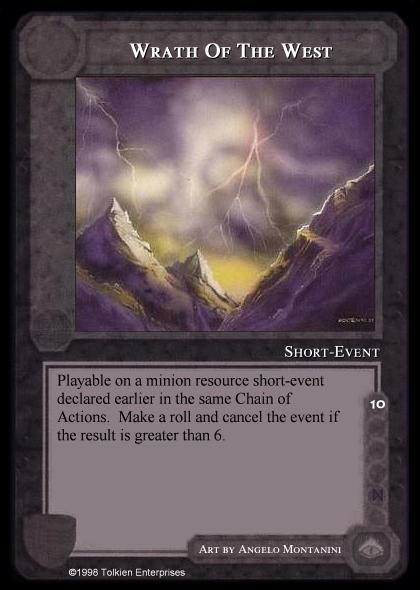 WRATH OF THE WEST
SHORT-EVENT
Playable on a minion resource short-event
declared earlier in the same Chain of
Actions. Make a roll and cancel the event if
the result is greater than 6.
10
N
ART BY ANGELO MONTANINI
©1998 Tolkien Enterprises